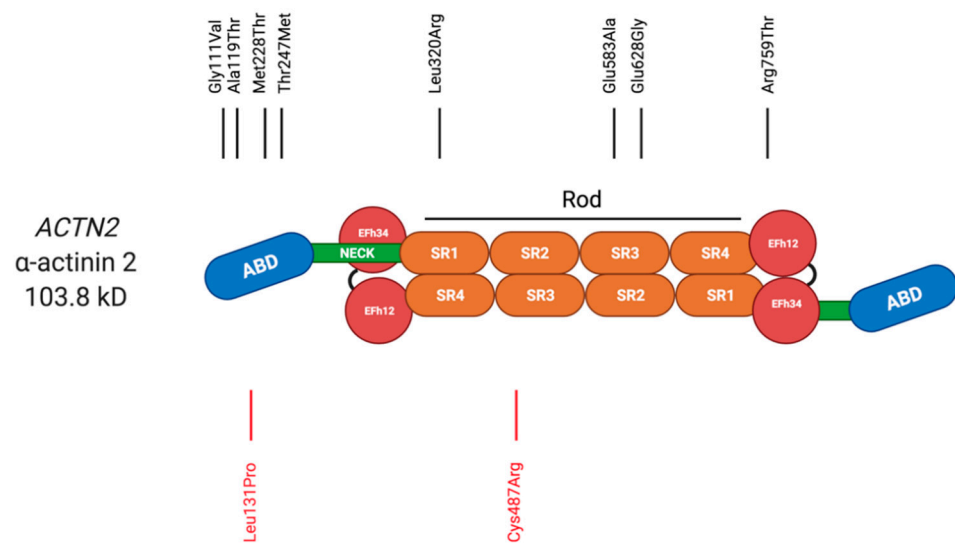 Gly111Val
Ala119Thr
Met228Thr
Thr247Met
Leu320Arg
Glu583Ala
Glu628Gly
Arg759Thr
Rod
ACTN2
α-actinin 2
103.8 kD
ABD
NECK
EFh34
SR1
SR2
SR3
SR4
EFh12
EFh12
SR4
SR3
SR2
SR1
EFh34
ABD
Leu131Pro
Cys487Arg